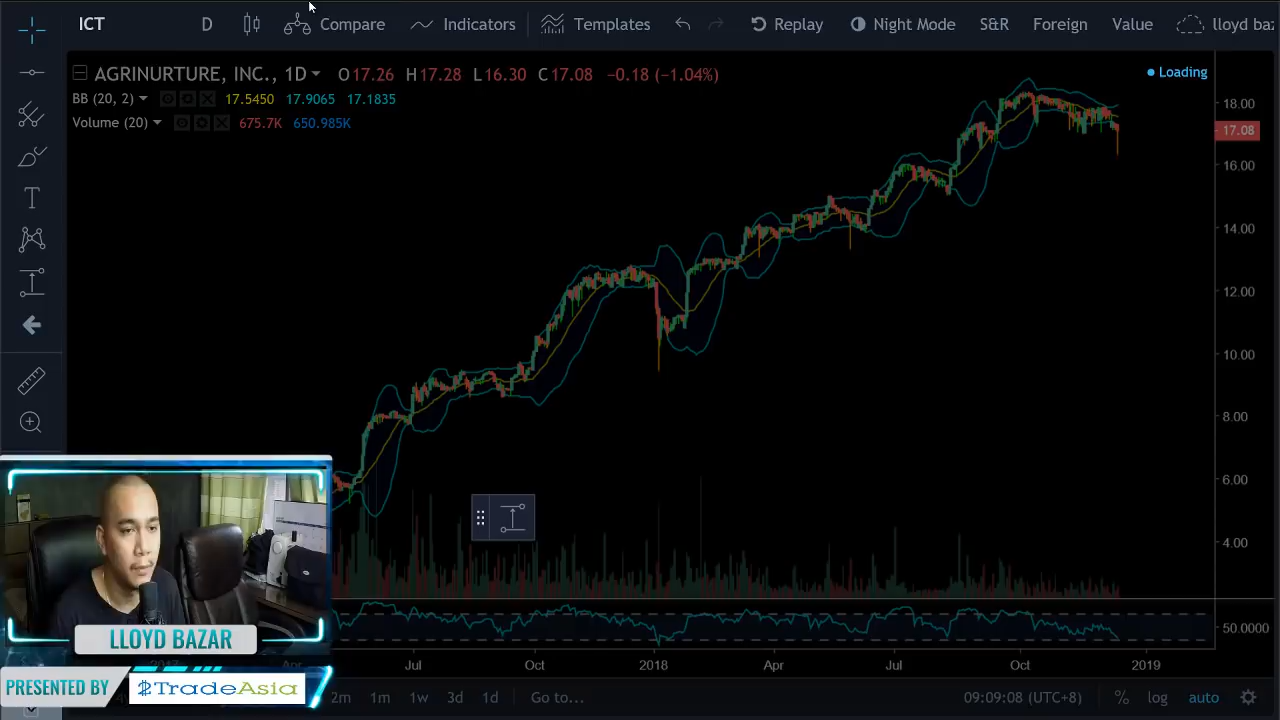 ICT D Compare Indicators Templates Replay Night Mode S&R Foreign Value lloyd baz
AGRINURTURE, INC., 1D O17.26 H17.28 L16.30 C17.08 −0.18 (−1.04%)
Loading
BB (20, 2) 17.5450 17.9065 17.1835
Volume (20) 675.7K 650.985K
18.00
17.08
16.00
14.00
12.00
10.00
8.00
6.00
4.00
50.0000
LLOYD BAZAR
2017 Apr Jul Oct 2018 Apr Jul Oct 2019
PRESENTED BY TradeAsia
2m 1m 1w 3d 1d Go to... 09:09:08 (UTC+8) % log auto